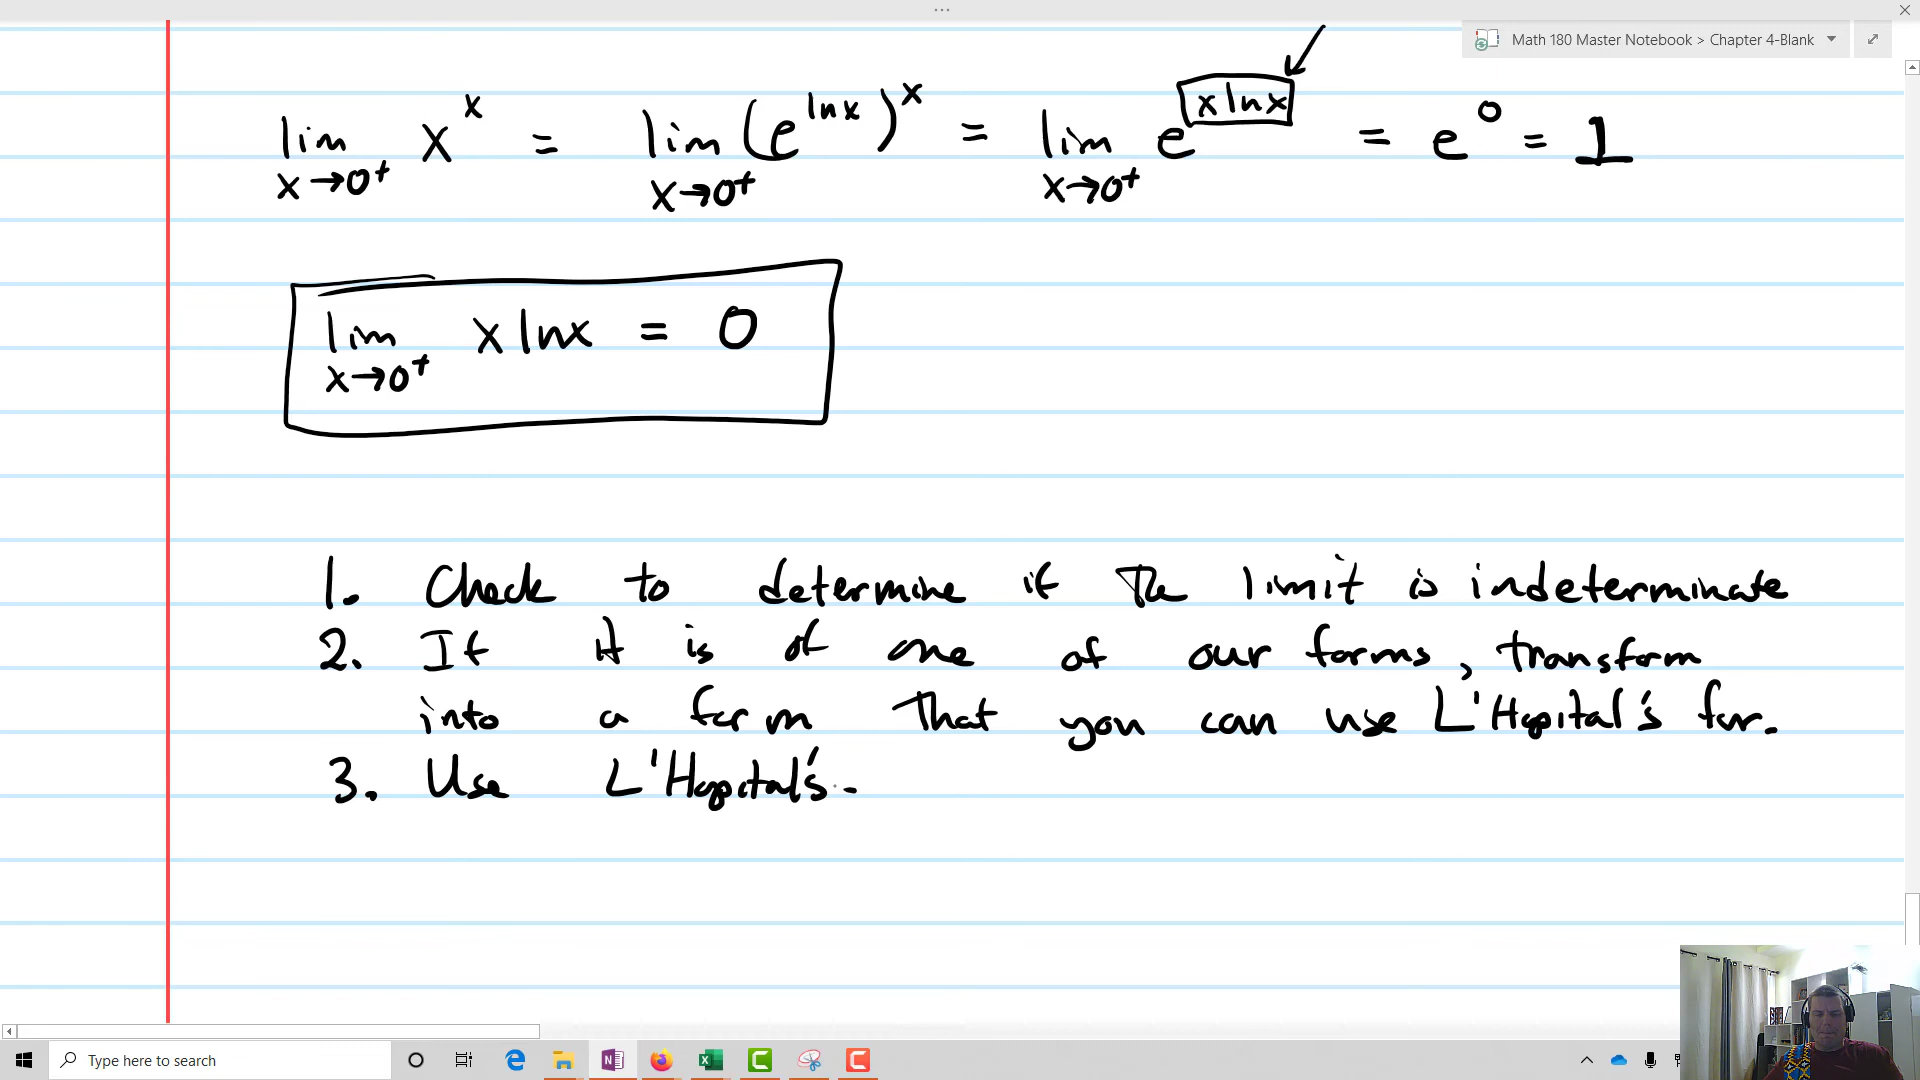 Math 180 Master Notebook > Chapter 4-Blank
lim x→0⁺ xˣ = lim x→0⁺ (e^(ln x))^x = lim x→0⁺ e^(x ln x) = e⁰ = 1
lim x→0⁺ x ln x = 0
1. Check to determine if the limit is indeterminate
2. If it is of one of our forms, transform
into a form that you can use L'Hopital's for.
3. Use L'Hopital's.
Type here to search